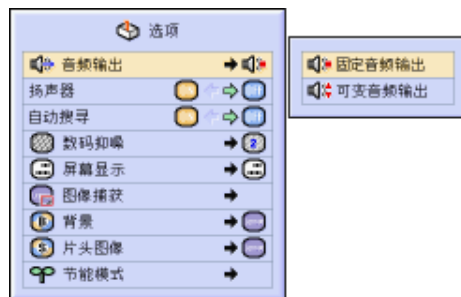 选项
音频输出
扬声器
自动搜寻
数码抑噪
屏幕显示
图像捕获
背景
片头图像
节能模式
固定音频输出
可变音频输出